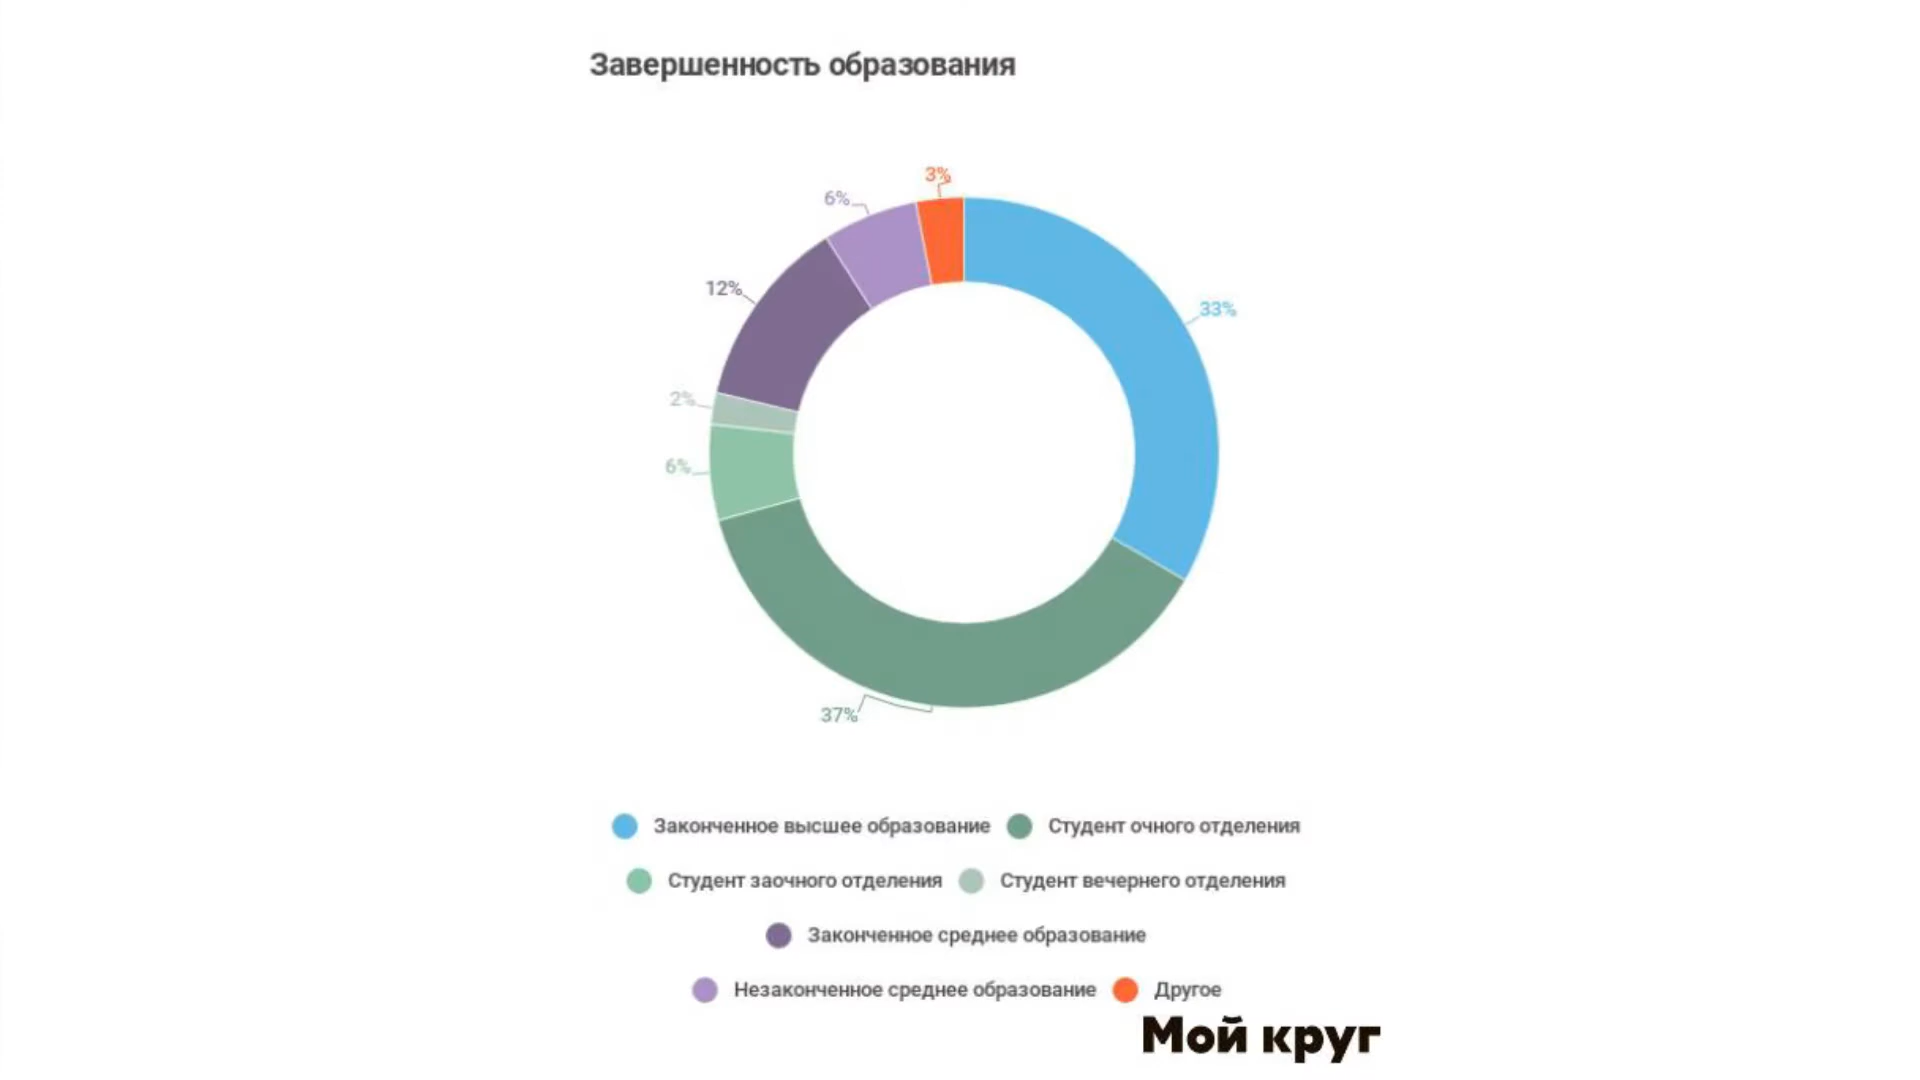 Завершенность образования
3%
6%
12%
33%
2%
6%
37%
Законченное высшее образование Студент очного отделения
Студент заочного отделения Студент вечернего отделения
Законченное среднее образование
Незаконченное среднее образование Другое
Мой круг